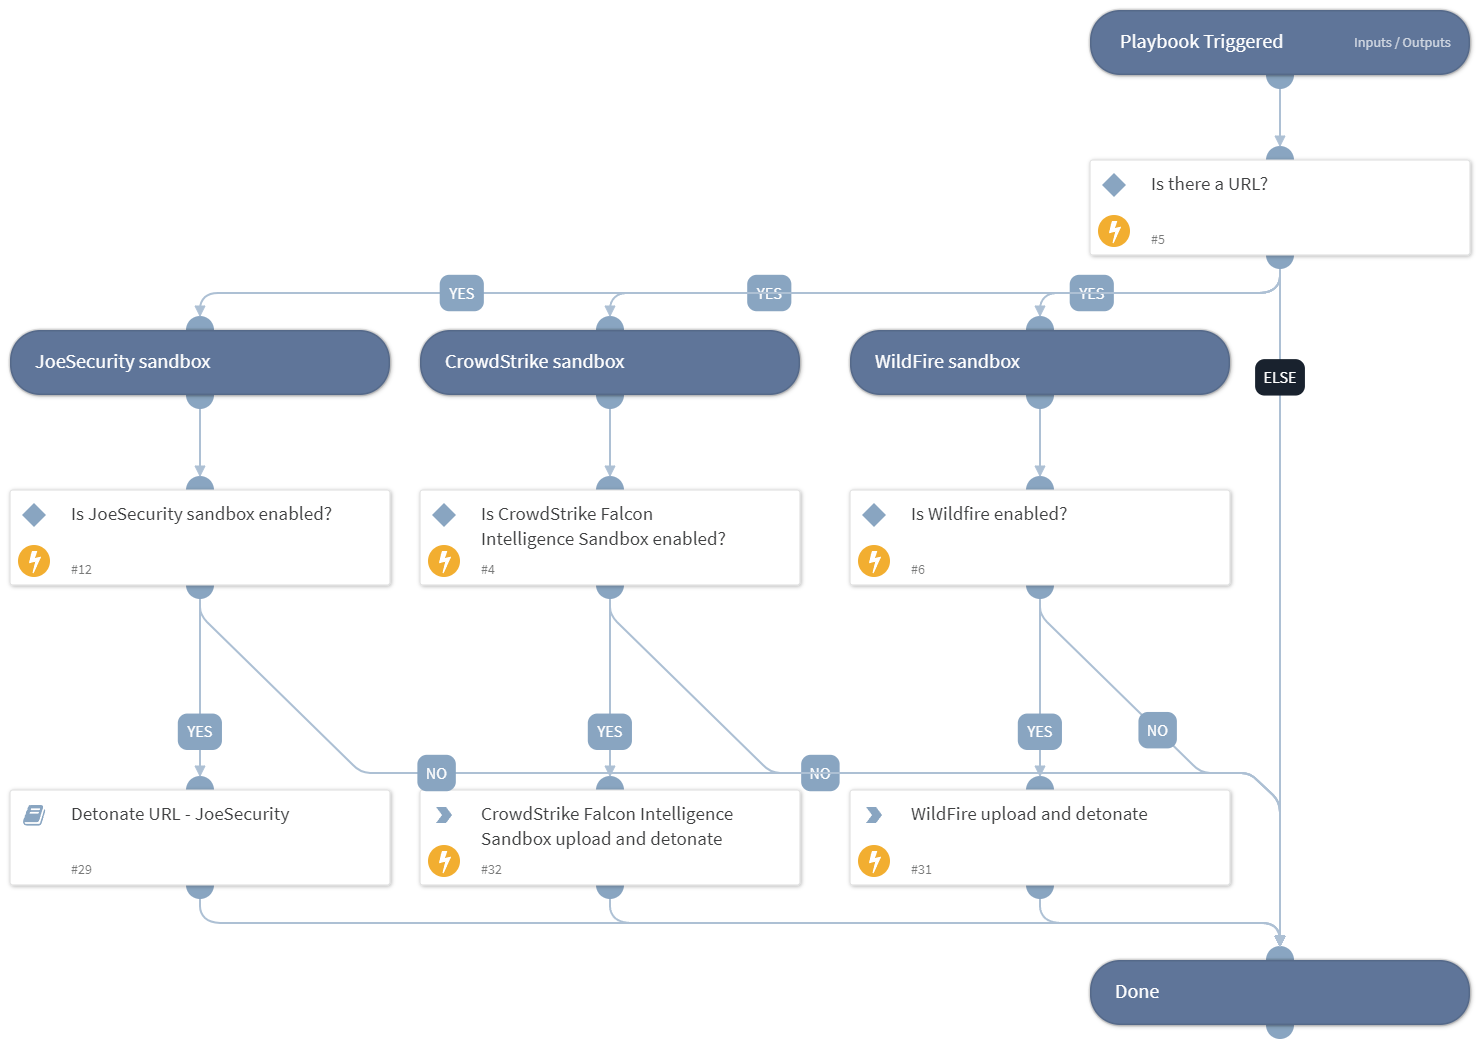 Playbook Triggered
Inputs / Outputs
Is there a URL?
#5
YES
YES
YES
JoeSecurity sandbox
CrowdStrike sandbox
WildFire sandbox
ELSE
Is JoeSecurity sandbox enabled?
#12
Is CrowdStrike Falcon
Intelligence Sandbox enabled?
#4
Is Wildfire enabled?
#6
YES
YES
YES
NO
NO
NO
Detonate URL - JoeSecurity
#29
CrowdStrike Falcon Intelligence
Sandbox upload and detonate
#32
WildFire upload and detonate
#31
Done